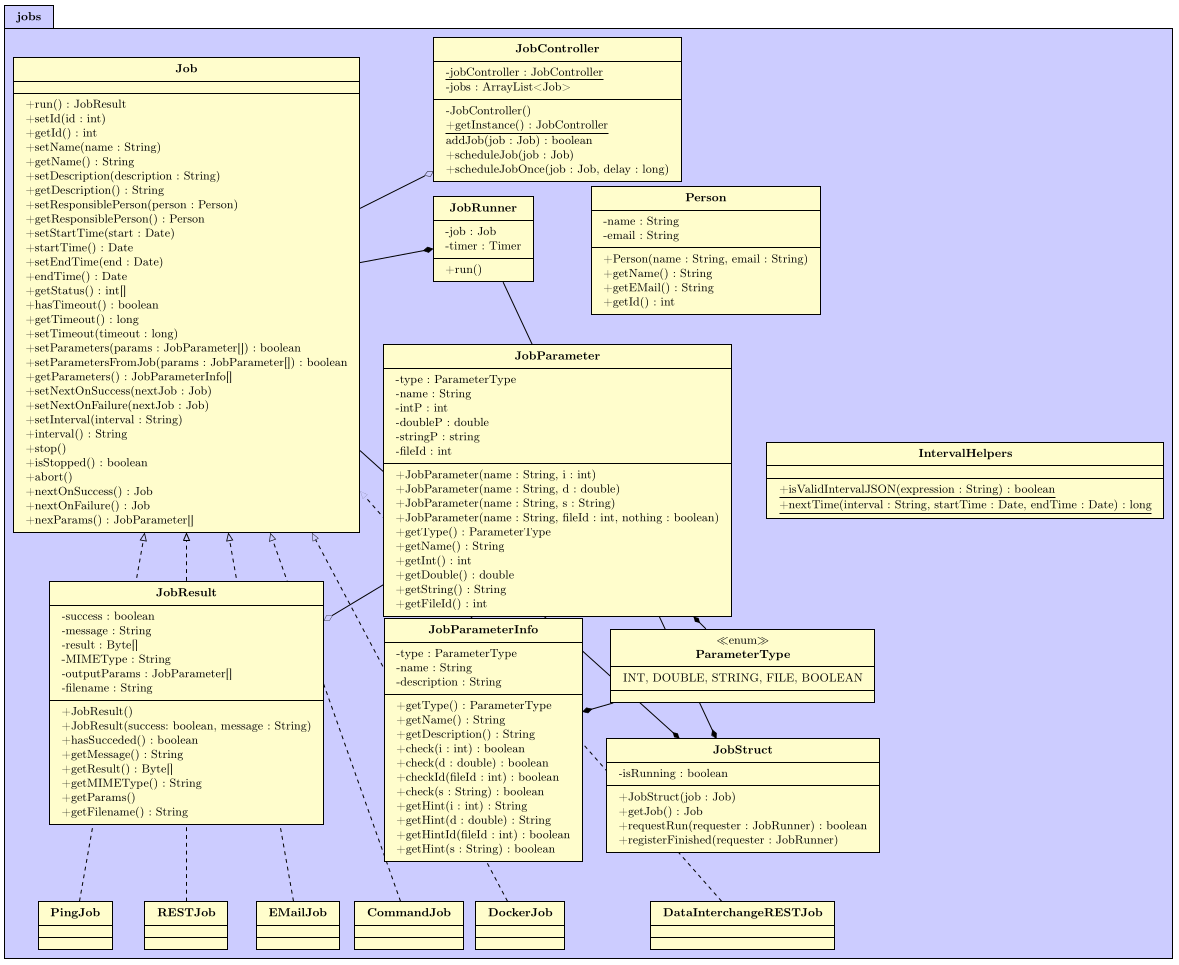 jobs
Job
+run() : JobResult
+setId(id : int)
+getId() : int
+setName(name : String)
+getName() : String
+setDescription(description : String)
+getDescription() : String
+setResponsiblePerson(person : Person)
+getResponsiblePerson() : Person
+setStartTime(start : Date)
+startTime() : Date
+setEndTime(end : Date)
+endTime() : Date
+getStatus() : int[]
+hasTimeout() : boolean
+getTimeout() : long
+setTimeout(timeout : long)
+setParameters(params : JobParameter[]) : boolean
+setParametersFromJob(params : JobParameter[]) : boolean
+getParameters() : JobParameterInfo[]
+setNextOnSuccess(nextJob : Job)
+setNextOnFailure(nextJob : Job)
+setInterval(interval : String)
+interval() : String
+stop()
+isStopped() : boolean
+abort()
+nextOnSuccess() : Job
+nextOnFailure() : Job
+nexParams() : JobParameter[]
JobController
-jobController : JobController
-jobs : ArrayList<Job>
-JobController()
+getInstance() : JobController
addJob(job : Job) : boolean
+scheduleJob(job : Job)
+scheduleJobOnce(job : Job, delay : long)
JobRunner
-job : Job
-timer : Timer
+run()
Person
-name : String
-email : String
+Person(name : String, email : String)
+getName() : String
+getEMail() : String
+getId() : int
JobParameter
-type : ParameterType
-name : String
-intP : int
-doubleP : double
-stringP : string
-fileId : int
+JobParameter(name : String, i : int)
+JobParameter(name : String, d : double)
+JobParameter(name : String, s : String)
+JobParameter(name : String, fileId : int, nothing : boolean)
+getType() : ParameterType
+getName() : String
+getInt() : int
+getDouble() : double
+getString() : String
+getFileId() : int
IntervalHelpers
+isValidIntervalJSON(expression : String) : boolean
+nextTime(interval : String, startTime : Date, endTime : Date) : long
JobResult
-success : boolean
-message : String
-result : Byte[]
-MIMEType : String
-outputParams : JobParameter[]
-filename : String
+JobResult()
+JobResult(success: boolean, message : String)
+hasSucceded() : boolean
+getMessage() : String
+getResult() : Byte[]
+getMIMEType() : String
+getParams()
+getFilename() : String
JobParameterInfo
-type : ParameterType
-name : String
-description : String
+getType() : ParameterType
+getName() : String
+getDescription() : String
+check(i : int) : boolean
+check(d : double) : boolean
+checkId(fileId : int) : boolean
+check(s : String) : boolean
+getHint(i : int) : String
+getHint(d : double) : String
+getHintId(fileId : int) : boolean
+getHint(s : String) : boolean
≪enum≫
ParameterType
INT, DOUBLE, STRING, FILE, BOOLEAN
JobStruct
-isRunning : boolean
+JobStruct(job : Job)
+getJob() : Job
+requestRun(requester : JobRunner) : boolean
+registerFinished(requester : JobRunner)
PingJob
RESTJob
EMailJob
CommandJob
DockerJob
DataInterchangeRESTJob